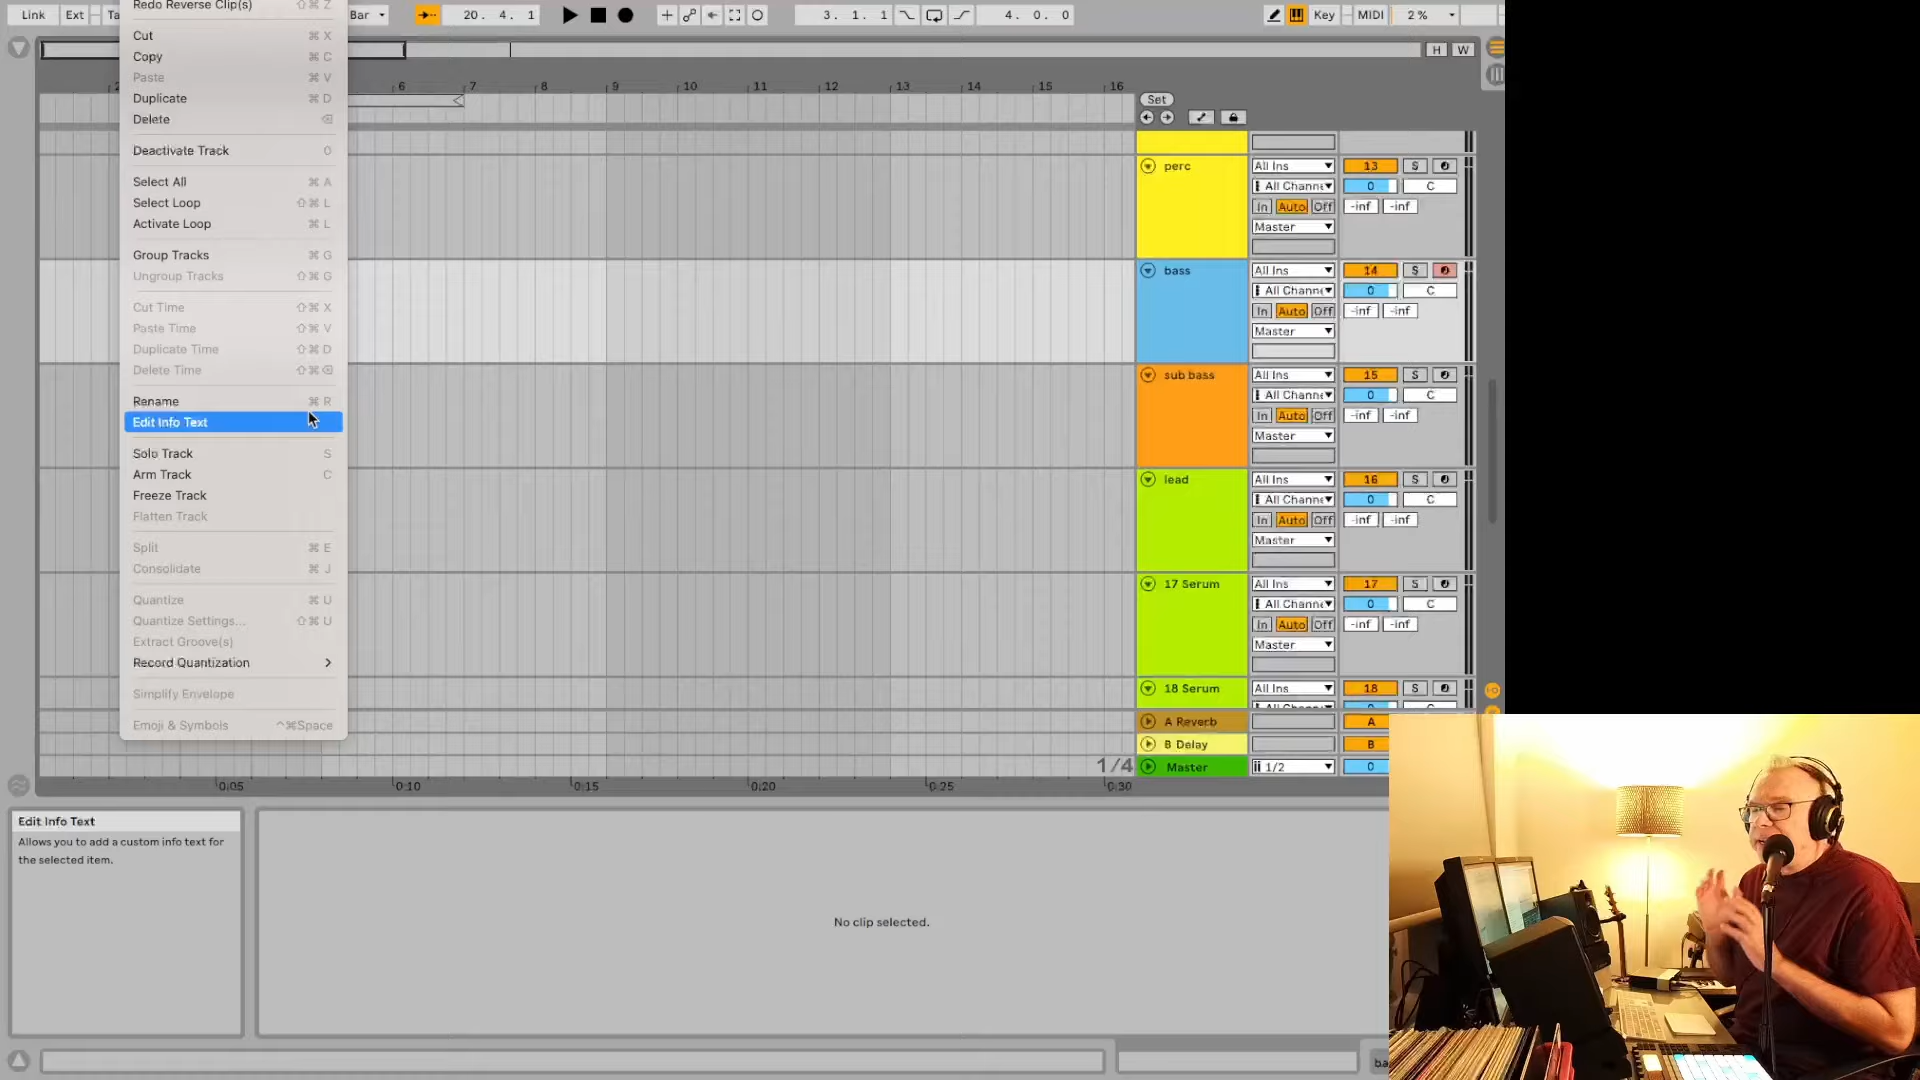 Redo Reverse Clip(s) ⇧⌘ Z
Link Ext Ta Bar 20. 4. 1 3. 1. 1 4. 0. 0 Key MIDI 2 %
Cut ⌘ X
Copy ⌘ C
Paste ⌘ V
Duplicate ⌘ D
Delete ⌫
Deactivate Track 0
Select All ⌘ A
Select Loop ⇧⌘ L
Activate Loop ⌘ L
Group Tracks ⌘ G
Ungroup Tracks ⇧⌘ G
Cut Time ⇧⌘ X
Paste Time ⇧⌘ V
Duplicate Time ⇧⌘ D
Delete Time ⇧⌘ ⌫
Rename ⌘ R
Edit Info Text
Solo Track S
Arm Track C
Freeze Track
Flatten Track
Split ⌘ E
Consolidate ⌘ J
Quantize ⌘ U
Quantize Settings... ⇧⌘ U
Extract Groove(s)
Record Quantization
Simplify Envelope
Emoji & Symbols ^⌘Space
H W
2 6 7 8 9 10 11 12 13 14 15 16
Set
perc All Ins 13 S
All Channe 0 C
In Auto Off -inf -inf
Master
bass All Ins 14 S
All Channe 0 C
In Auto Off -inf -inf
Master
sub bass All Ins 15 S
All Channe 0 C
In Auto Off -inf -inf
Master
lead All Ins 16 S
All Channe 0 C
In Auto Off -inf -inf
Master
17 Serum All Ins 17 S
All Channe 0 C
In Auto Off -inf -inf
Master
18 Serum All Ins 18 S
A Reverb A
B Delay B
1/4 Master 1/2 0
0:05 0:10 0:15 0:20 0:25 0:30
Edit Info Text
Allows you to add a custom info text for
the selected item.
No clip selected.
ba